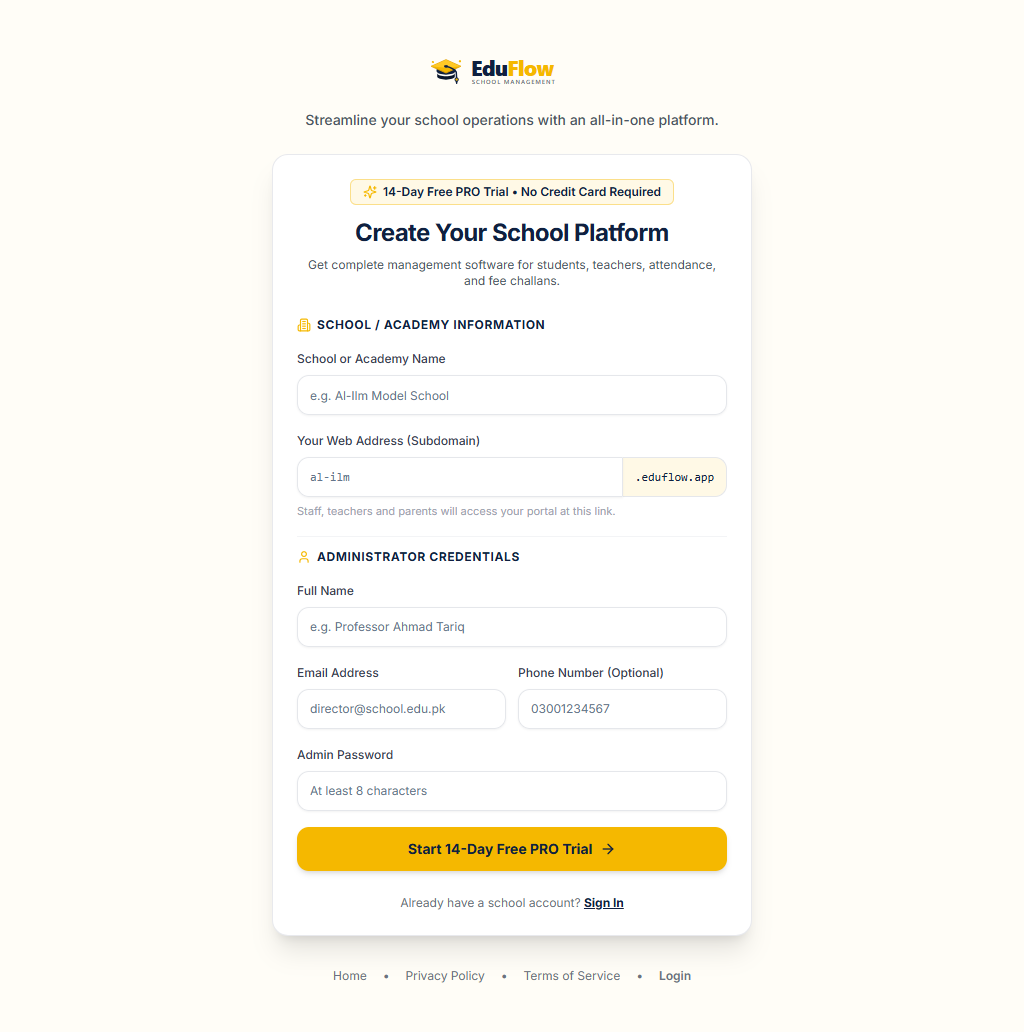 EduFlow
SCHOOL MANAGEMENT
Streamline your school operations with an all-in-one platform.
14-Day Free PRO Trial • No Credit Card Required
Create Your School Platform
Get complete management software for students, teachers, attendance,
and fee challans.
SCHOOL / ACADEMY INFORMATION
School or Academy Name
e.g. Al-Ilm Model School
Your Web Address (Subdomain)
al-ilm .eduflow.app
Staff, teachers and parents will access your portal at this link.
ADMINISTRATOR CREDENTIALS
Full Name
e.g. Professor Ahmad Tariq
Email Address Phone Number (Optional)
director@school.edu.pk 03001234567
Admin Password
At least 8 characters
Start 14-Day Free PRO Trial →
Already have a school account? Sign In
Home • Privacy Policy • Terms of Service • Login